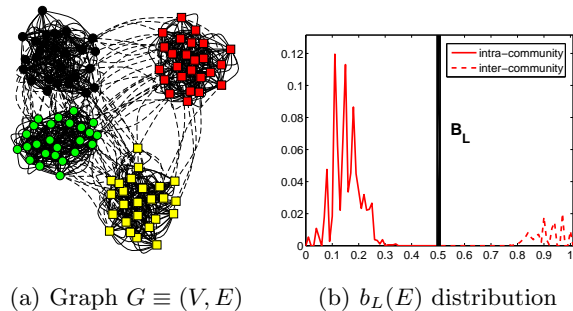 0.12
0.1
0.08
0.06
0.04
0.02
0
intra-community
inter-community
B_L
0 0.1 0.2 0.3 0.4 0.5 0.6 0.7 0.8 0.9 1
(a) Graph G ≡ (V, E)
(b) b_L(E) distribution